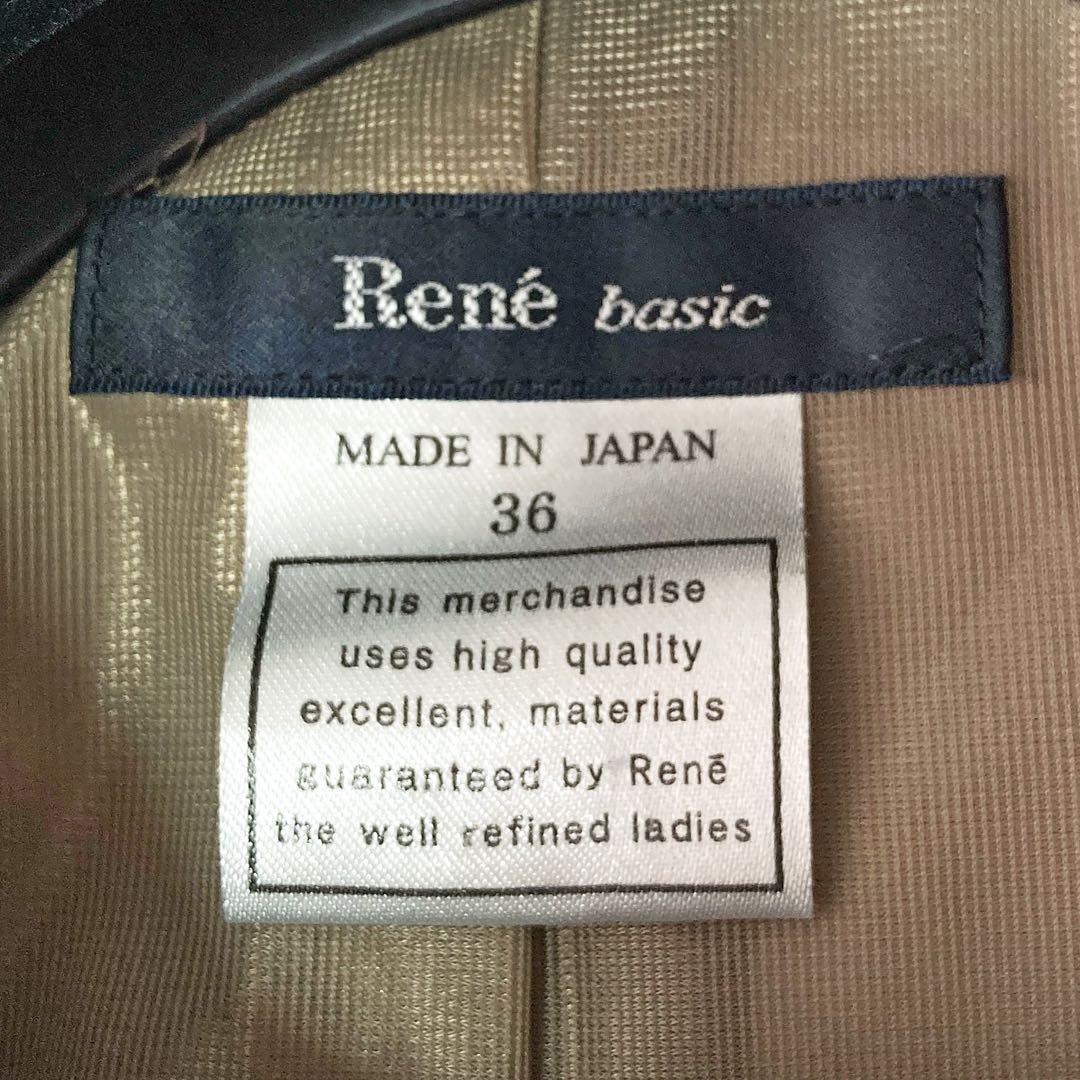 René basic
MADE IN JAPAN
36
This merchandise
uses high quality
excellent, materials
guaranteed by René
the well refined ladies